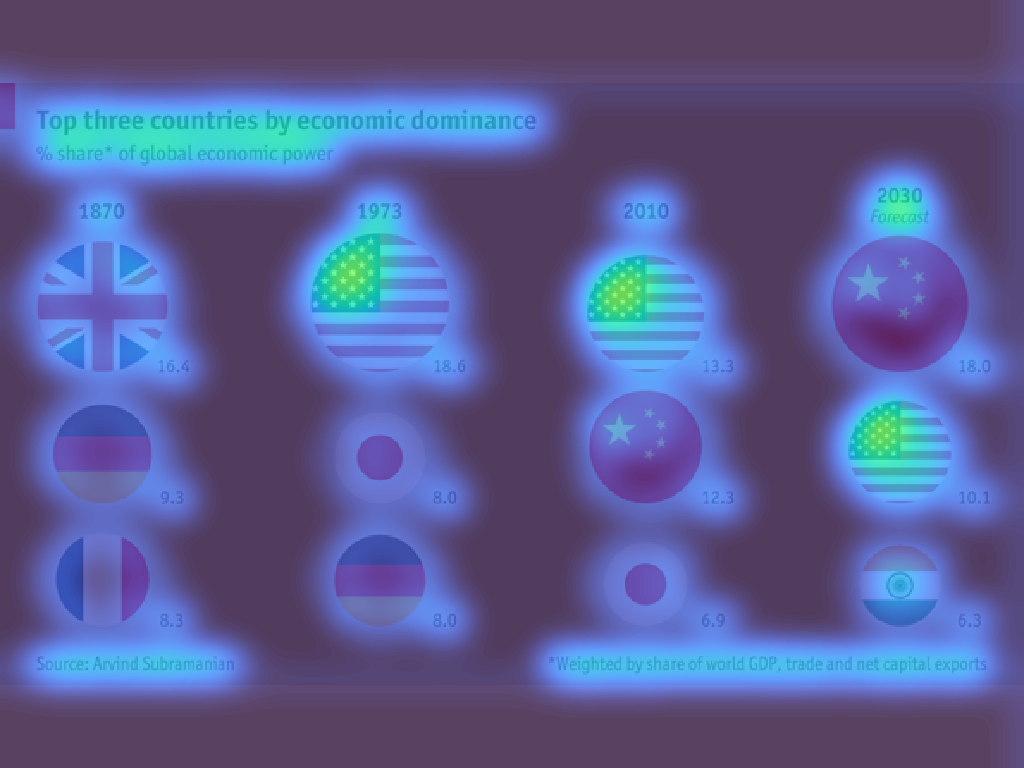 Top three countries by economic dominance
% share* of global economic power
1870 1973 2010 2030
Forecast
16.4 18.6 13.3 18.0
9.3 8.0 12.3 10.1
8.3 8.0 6.9 6.3
Source: Arvind Subramanian *Weighted by share of world GDP, trade and net capital exports